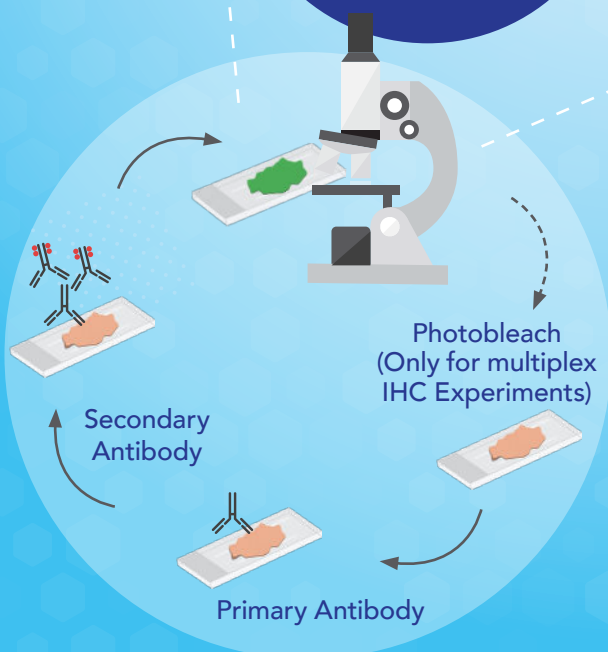 Photobleach
(Only for multiplex
IHC Experiments)
Secondary
Antibody
Primary Antibody